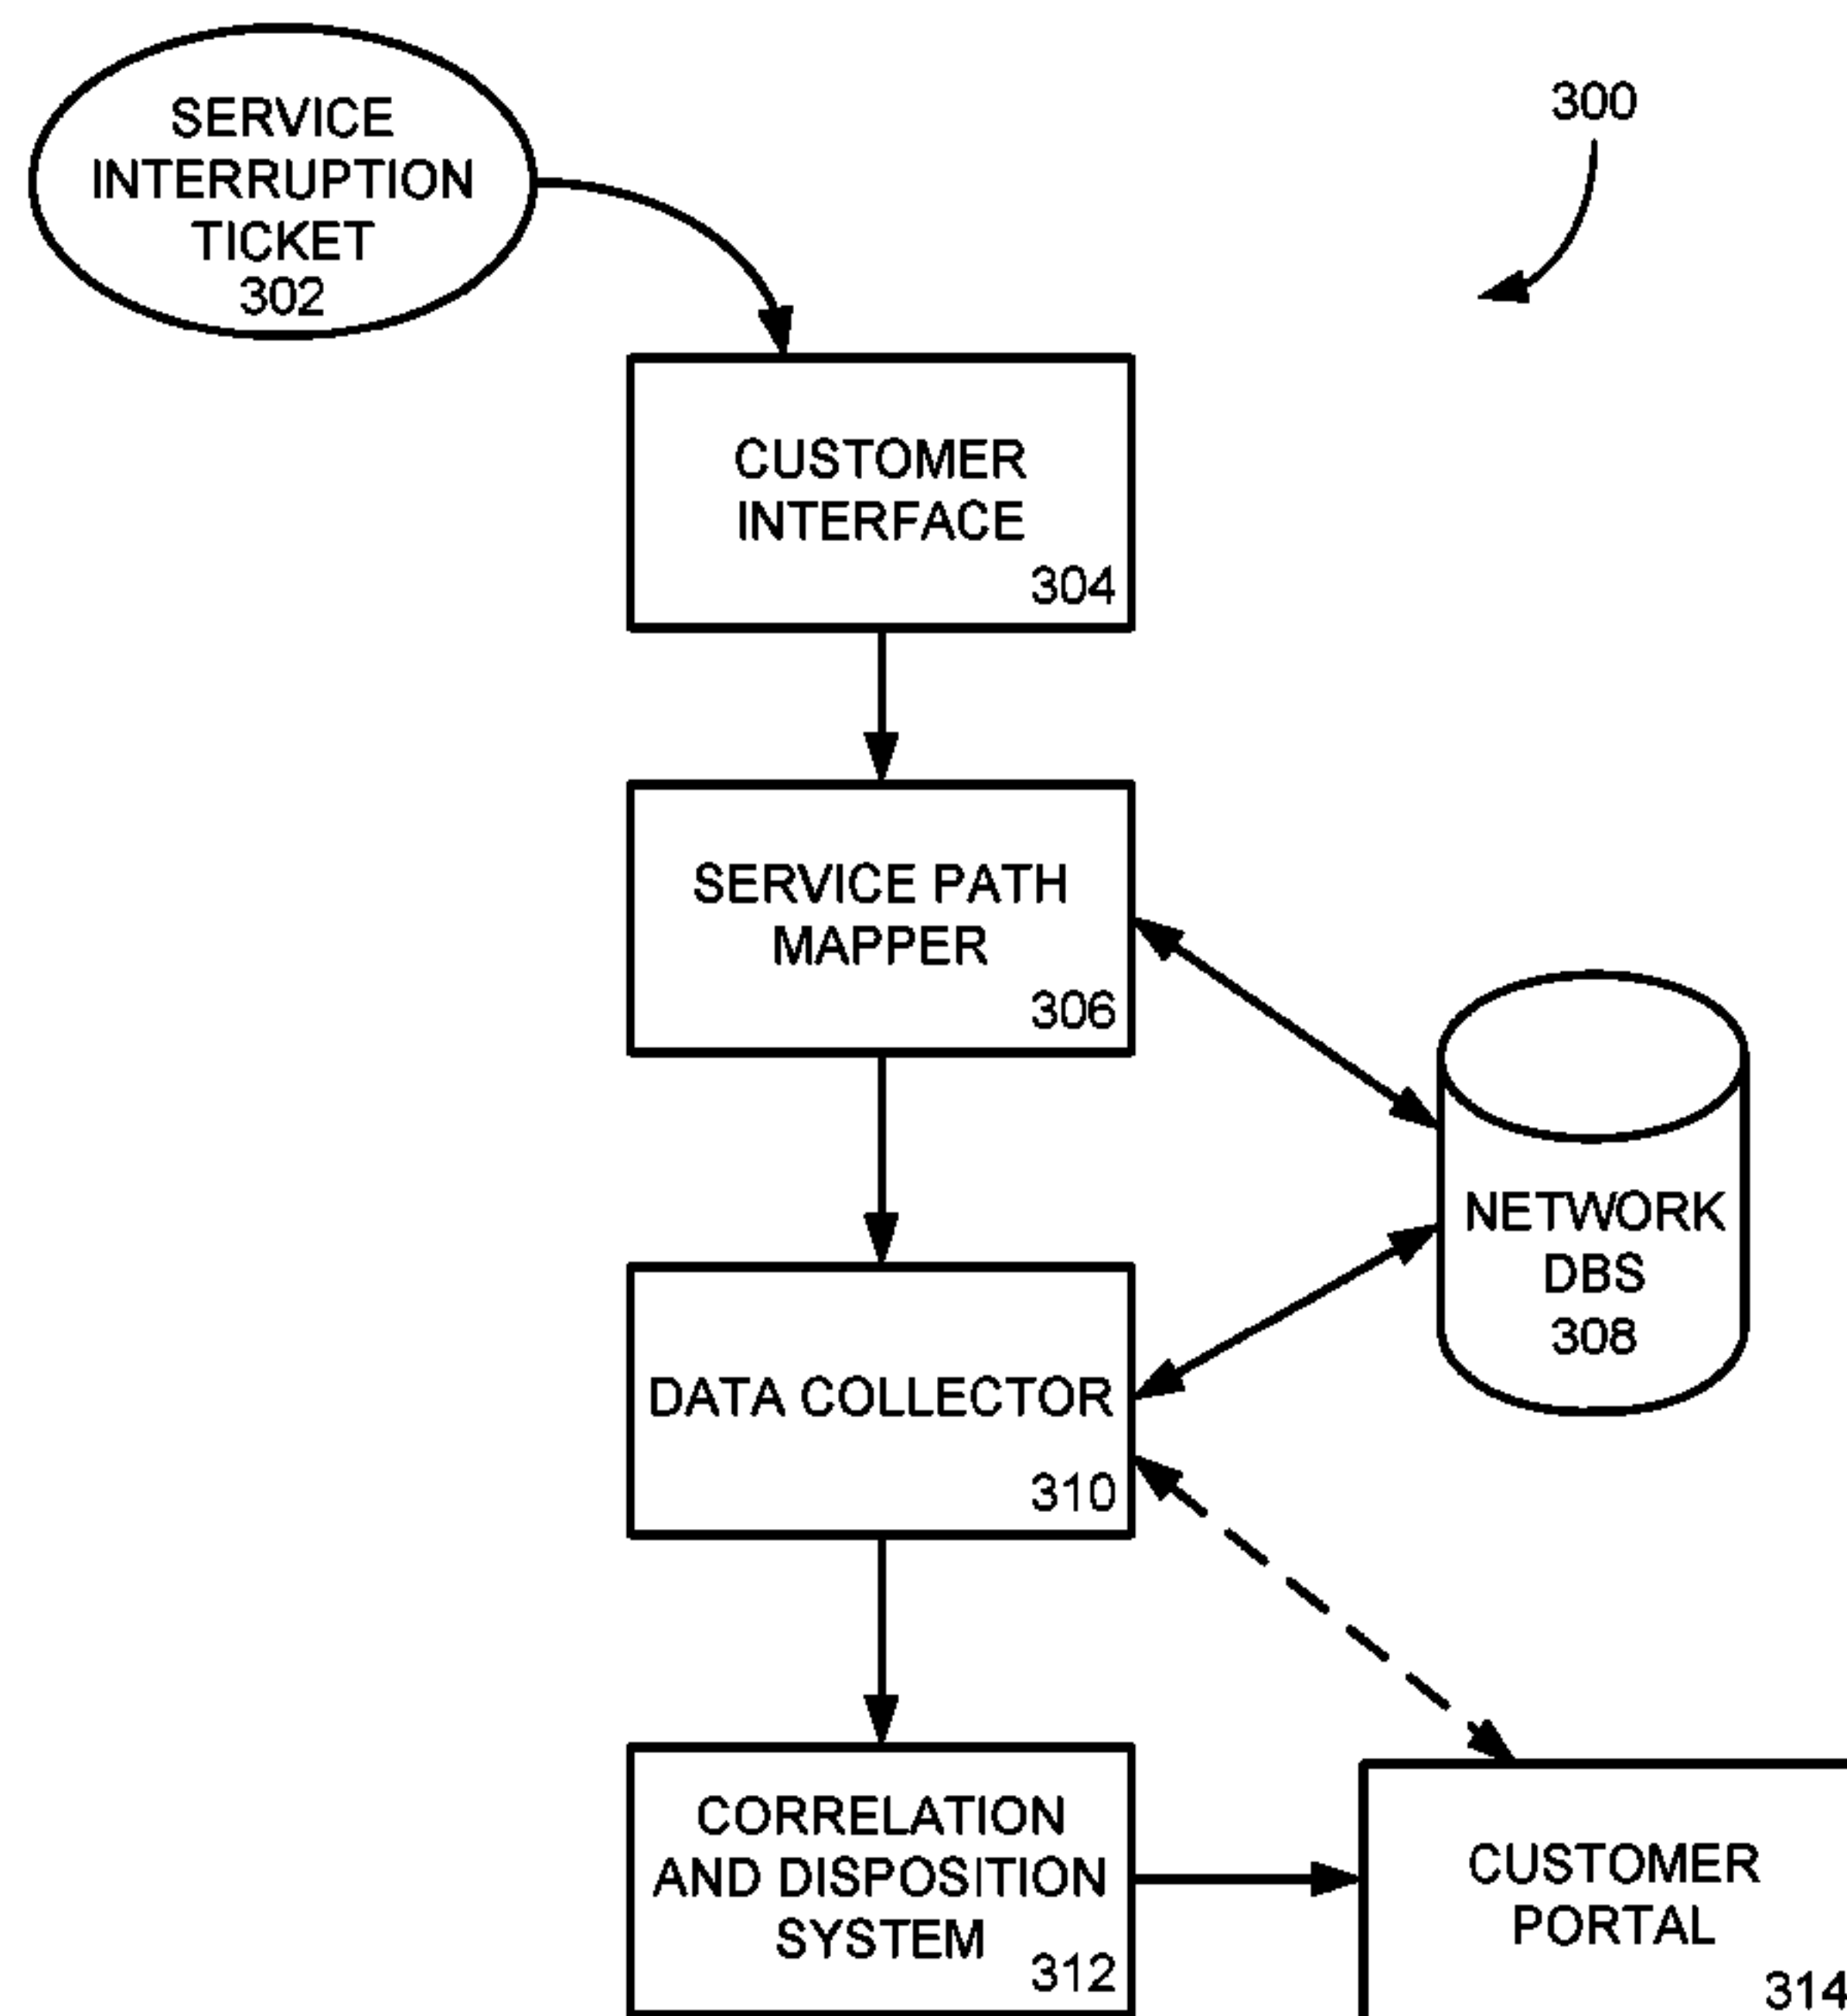 SERVICE
INTERRUPTION
TICKET
302
300
CUSTOMER
INTERFACE
304
SERVICE PATH
MAPPER
306
NETWORK
DBS
308
DATA COLLECTOR
310
CORRELATION
AND DISPOSITION
SYSTEM
312
CUSTOMER
PORTAL
314